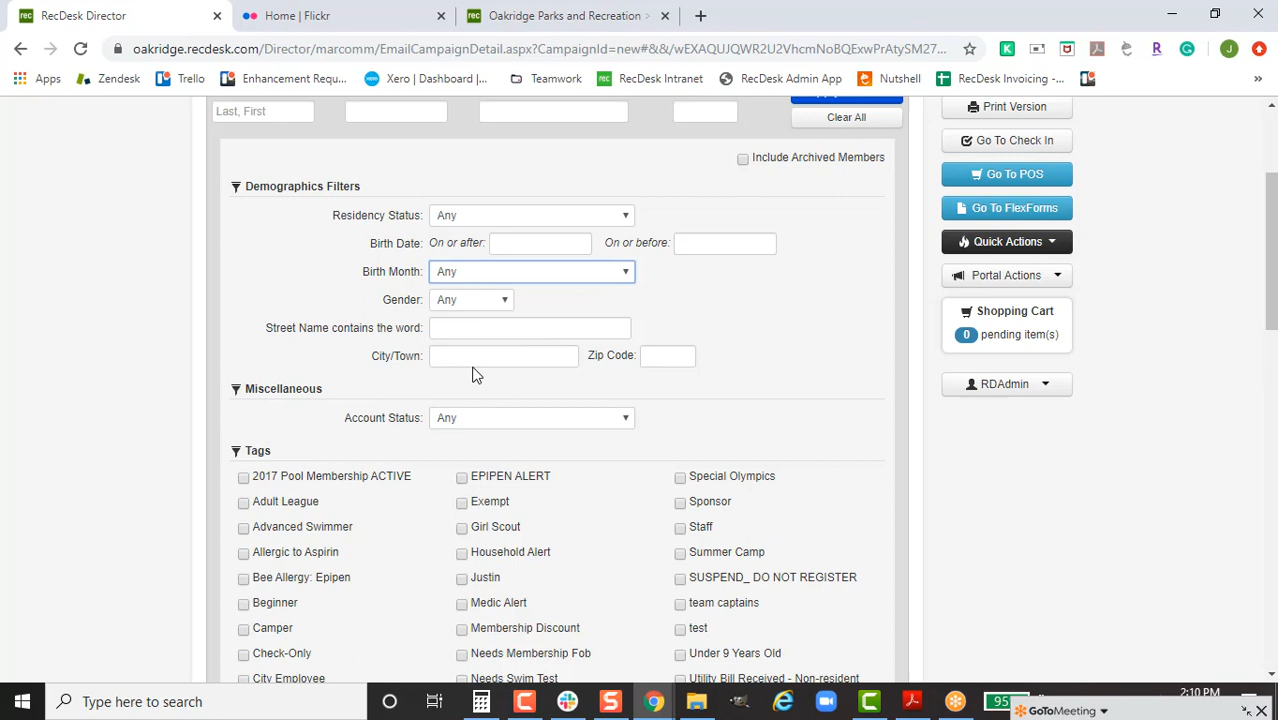 RecDesk Director
Home | Flickr
Oakridge Parks and Recreation >
oakridge.recdesk.com/Director/marcomm/EmailCampaignDetail.aspx?CampaignId=new#&&/wEXAQUJQWR2U2VhcmNoBQExwPrAtySM27...
Apps
Zendesk
Trello
Enhancement Requ...
Xero | Dashboard |...
Teamwork
RecDesk Intranet
RecDesk Admin App
Nutshell
RecDesk Invoicing -...
»
Last, First
Clear All
Include Archived Members
Demographics Filters
Residency Status: Any
Birth Date: On or after: On or before:
Birth Month: Any
Gender: Any
Street Name contains the word:
City/Town: Zip Code:
Miscellaneous
Account Status: Any
Tags
2017 Pool Membership ACTIVE EPIPEN ALERT Special Olympics
Adult League Exempt Sponsor
Advanced Swimmer Girl Scout Staff
Allergic to Aspirin Household Alert Summer Camp
Bee Allergy: Epipen Justin SUSPEND_ DO NOT REGISTER
Beginner Medic Alert team captains
Camper Membership Discount test
Check-Only Needs Membership Fob Under 9 Years Old
City Employee Needs Swim Test Utility Bill Received - Non-resident
Print Version
Go To Check In
Go To POS
Go To FlexForms
Quick Actions
Portal Actions
Shopping Cart
0 pending item(s)
RDAdmin
Type here to search
95
2:10 PM
GoToMeeting